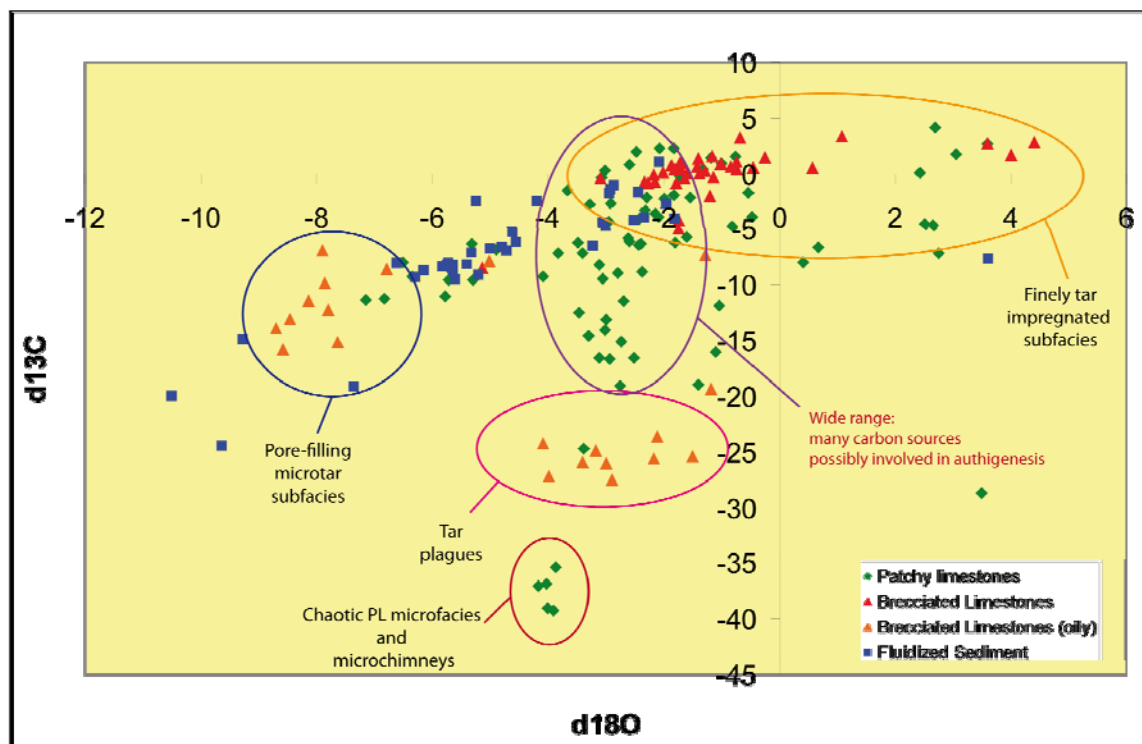 10
5
0
-12
-10
-8
-6
-4
-2
0
2
4
6
-5
-10
-15
-20
-25
-30
-35
-40
-45
d13C
d18O
Finely tar
impregnated
subfacies
Wide range:
many carbon sources
possibly involved in authigenesis
Pore-filling
microtar
subfacies
Tar
plagues
Chaotic PL microfacies
and
microchimneys
Patchy limestones
Brecciated Limestones
Brecciated Limestones (oily)
Fluidized Sediment